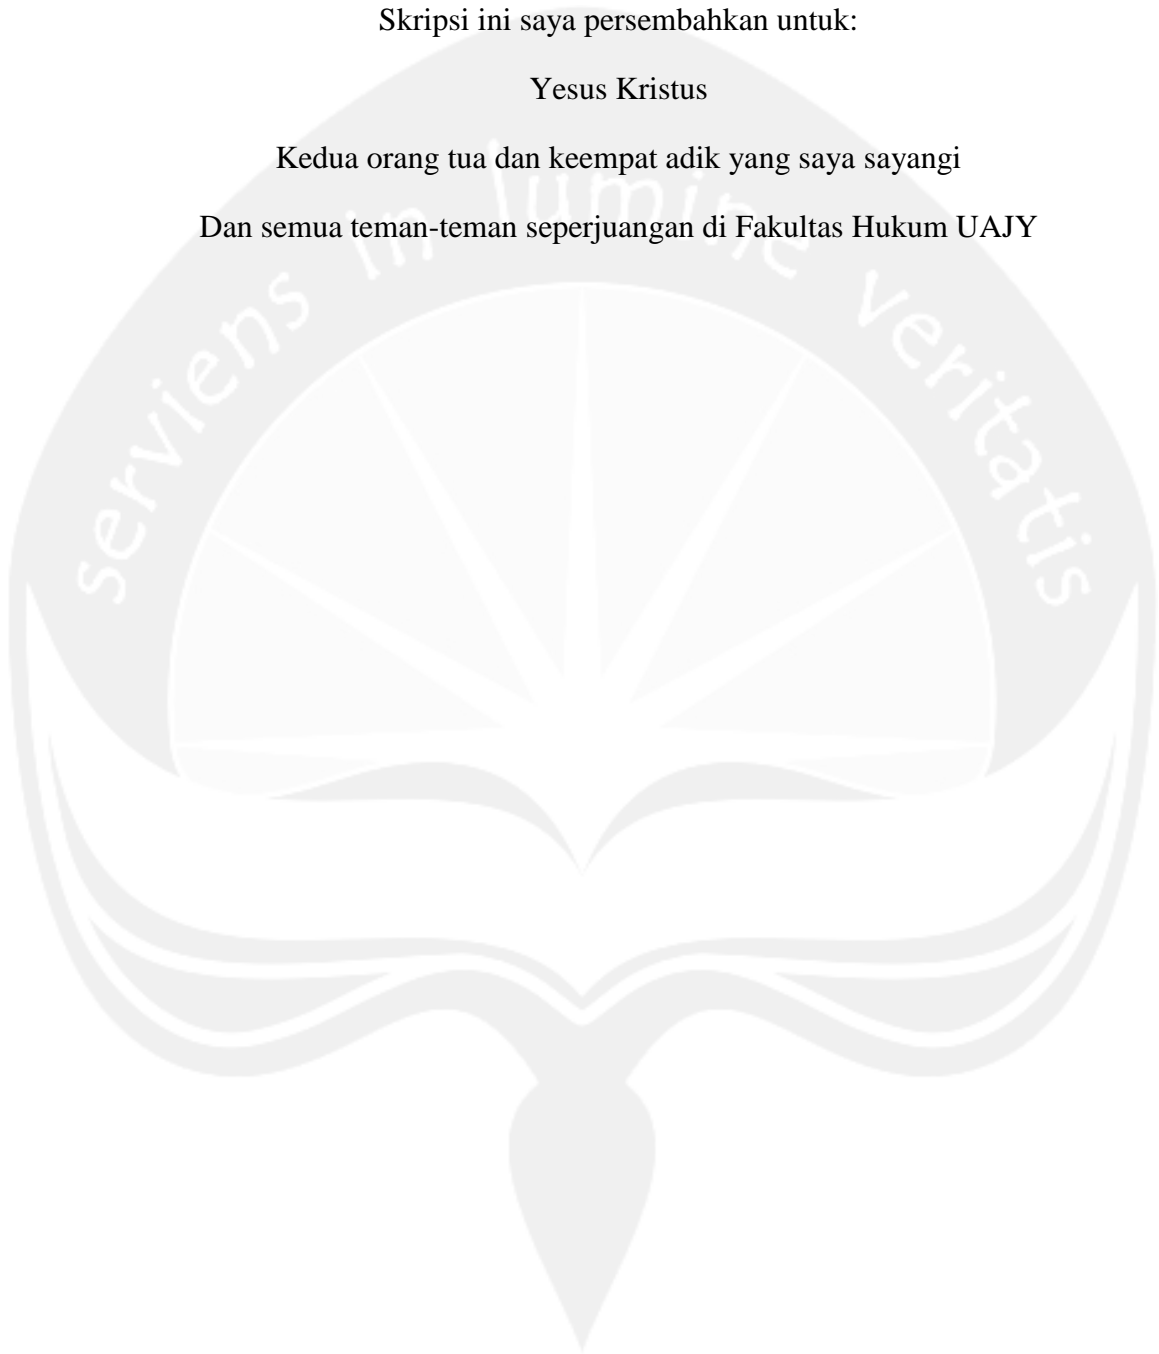 Skripsi ini saya persembahkan untuk:
Yesus Kristus
Kedua orang tua dan keempat adik yang saya sayangi
Dan semua teman-teman seperjuangan di Fakultas Hukum UAJY
serviens in lumine veritatis